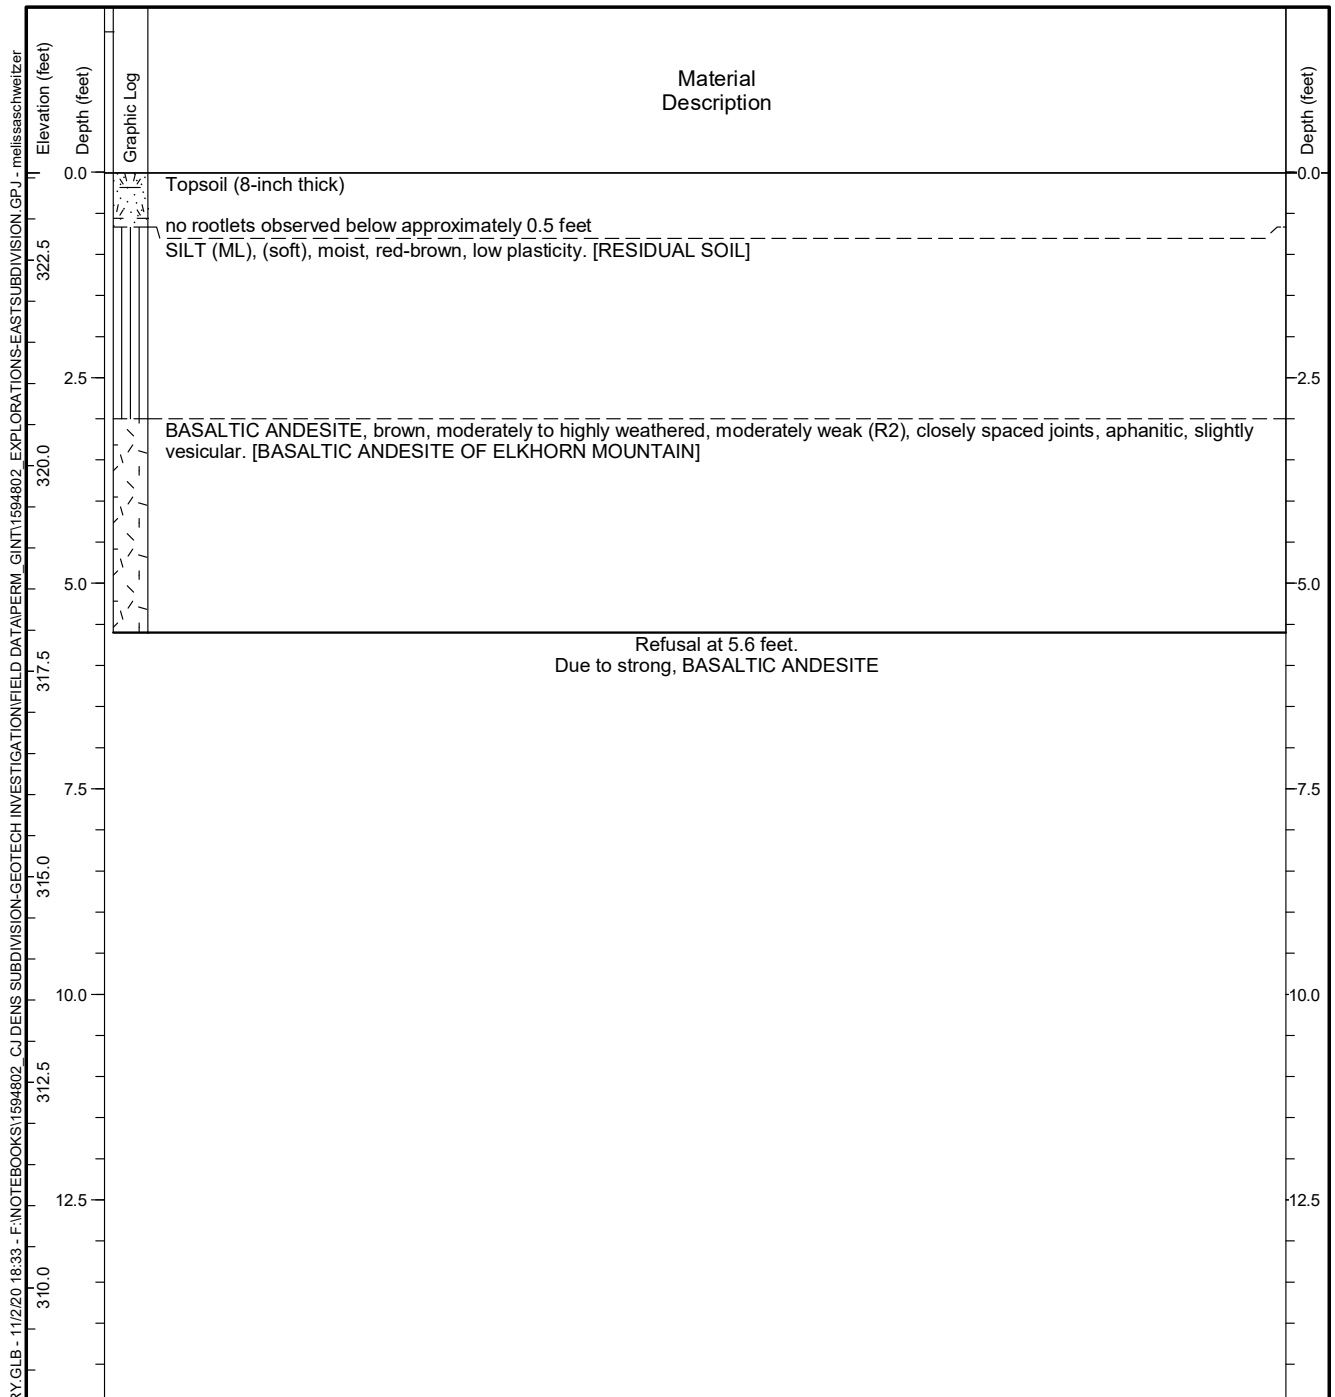 RY.GLB - 11/2/20 18:33 - F:\NOTEBOOKS\1594802_CJ DENS SUBDIVISION-GEOTECH INVESTIGATION\FIELD DATA\PERM_GINT\1594802_EXPLORATIONS-EASTSUBDIVISION.GPJ - melissaschweitzer
Elevation (feet)
Depth (feet)
Graphic Log
Material
Description
Depth (feet)
0.0
0.0
Topsoil (8-inch thick)
no rootlets observed below approximately 0.5 feet
SILT (ML), (soft), moist, red-brown, low plasticity. [RESIDUAL SOIL]
322.5
2.5
2.5
BASALTIC ANDESITE, brown, moderately to highly weathered, moderately weak (R2), closely spaced joints, aphanitic, slightly
vesicular. [BASALTIC ANDESITE OF ELKHORN MOUNTAIN]
320.0
5.0
5.0
Refusal at 5.6 feet.
Due to strong, BASALTIC ANDESITE
317.5
7.5
7.5
315.0
10.0
10.0
312.5
12.5
12.5
310.0